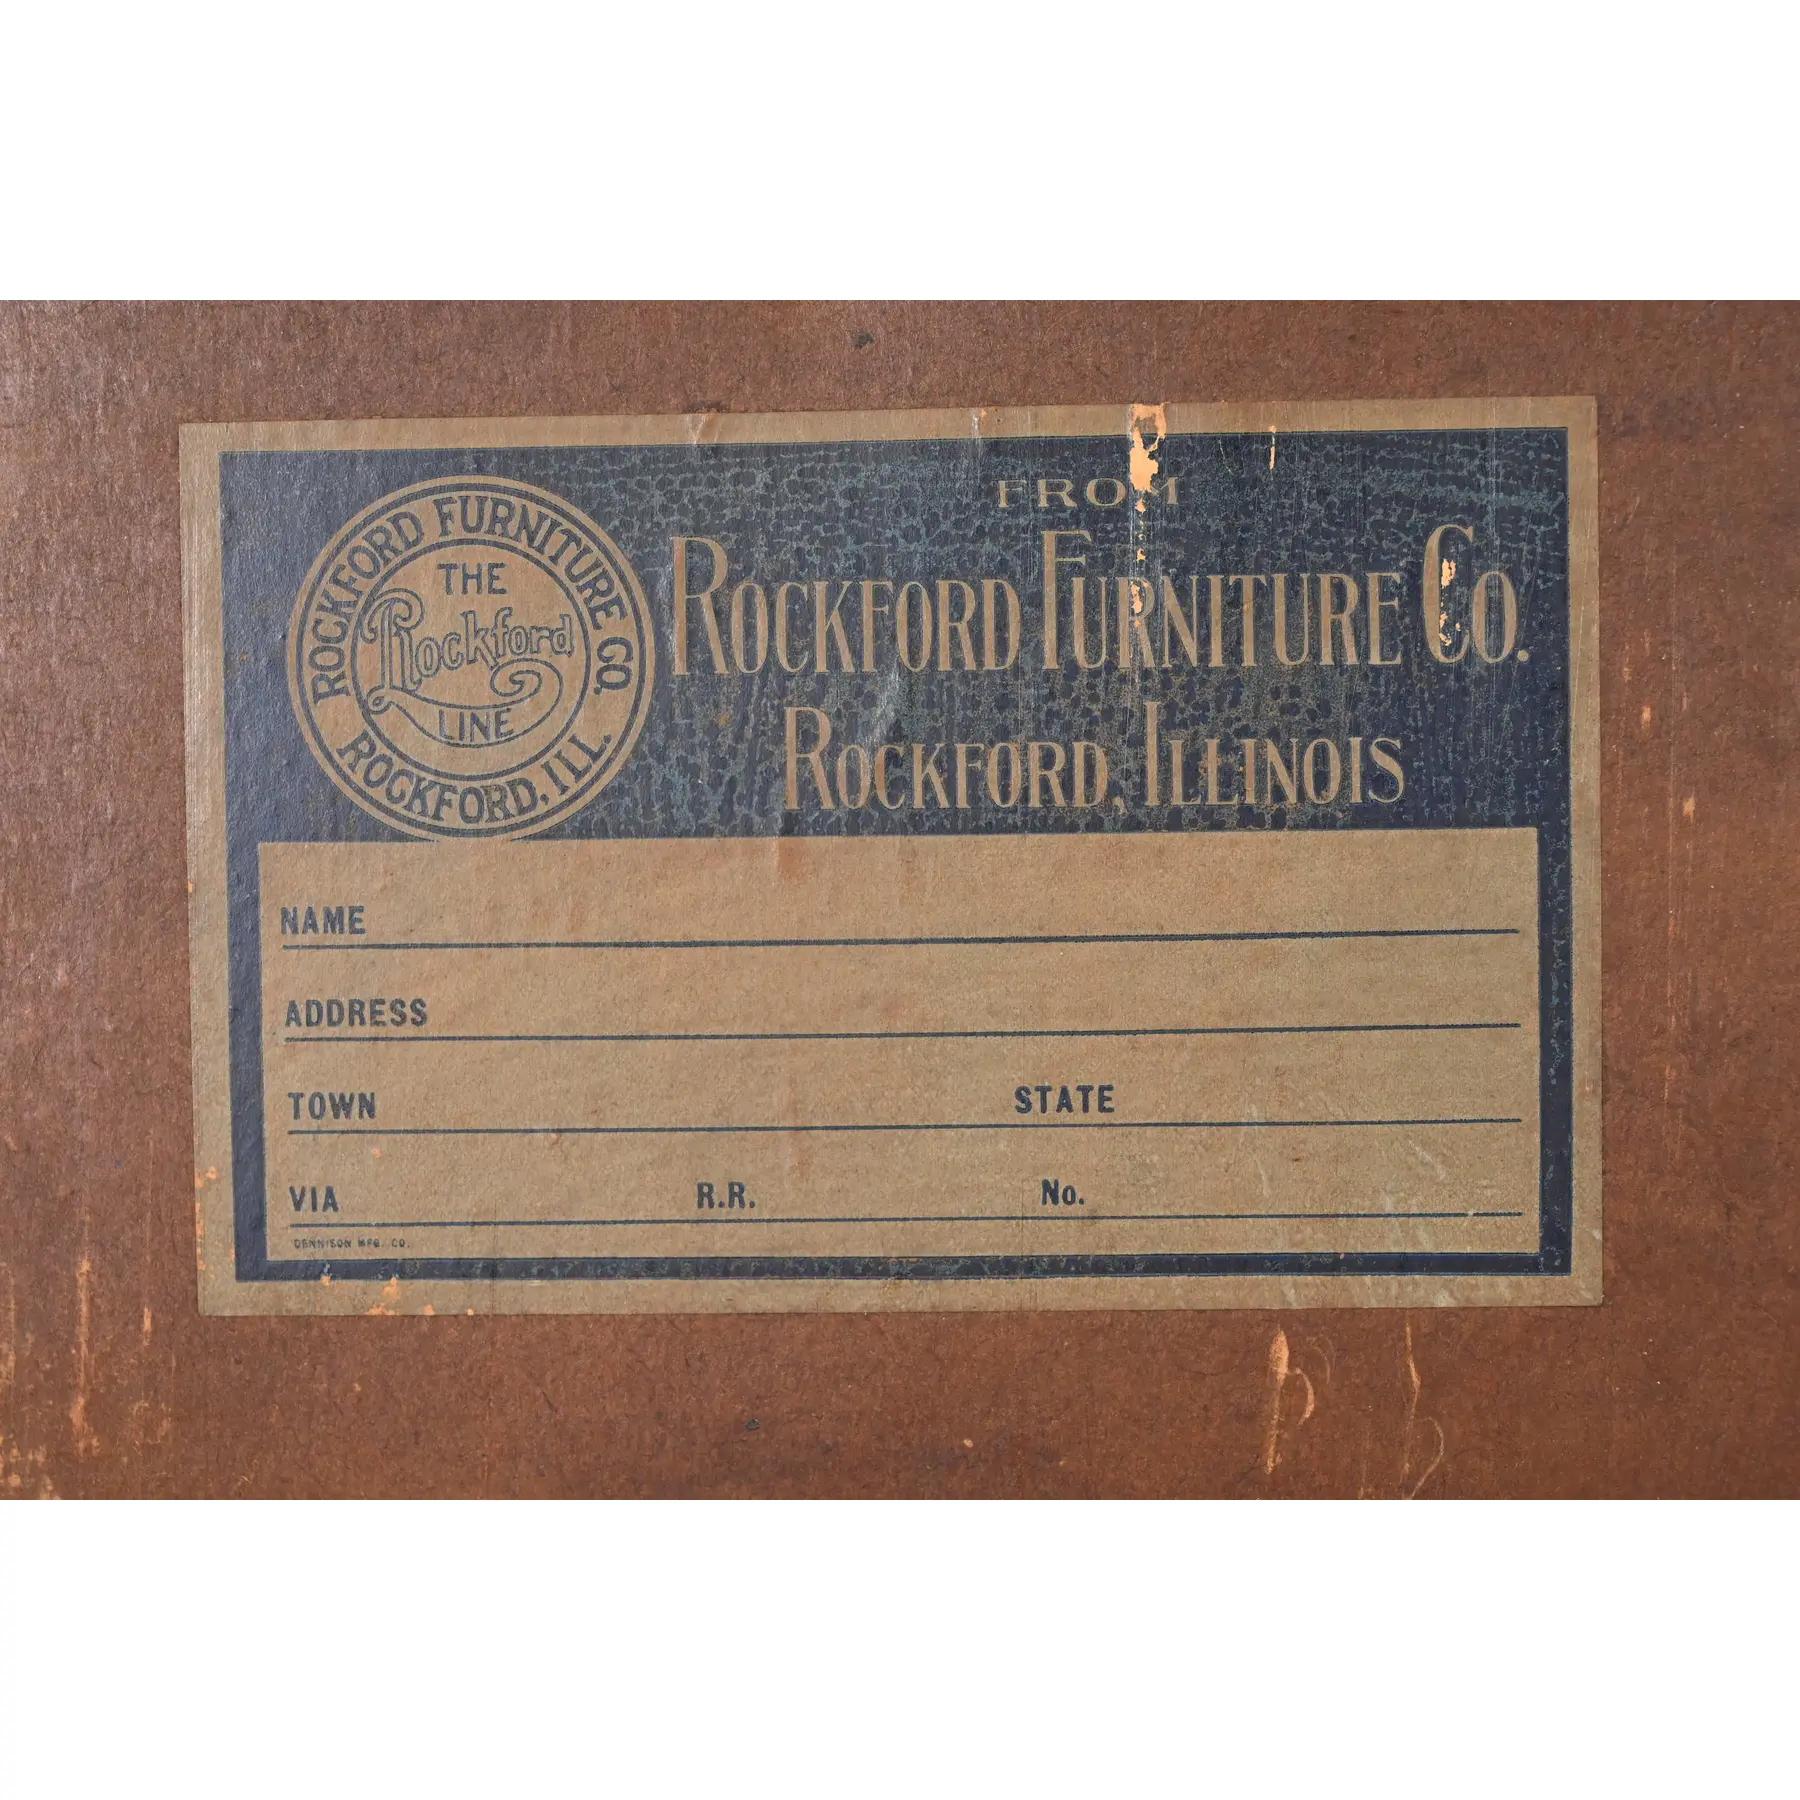 ROCKFORD FURNITURE CO.
THE
Rockford
LINE
ROCKFORD, ILL.
FROM
ROCKFORD FURNITURE CO.
ROCKFORD, ILLINOIS
NAME
ADDRESS
TOWN STATE
VIA R.R. No.
DENNISON MFG. CO.